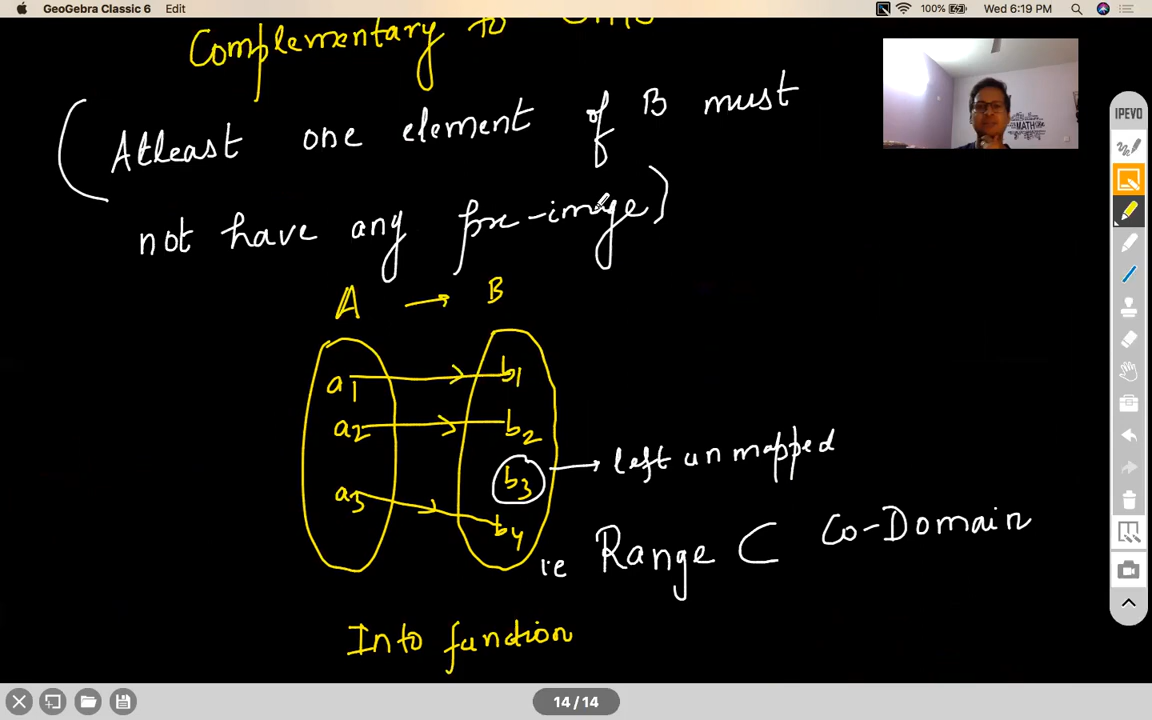 GeoGebra Classic 6 Edit
100% Wed 6:19 PM
Complementary to
(Atleast one element of B must
not have any pre-image)
IPEVO
MATH
A → B
a1 b1
a2 b2
b3 → left unmapped
a3 b4
i.e Range ⊂ Co-Domain
Into function
14 / 14